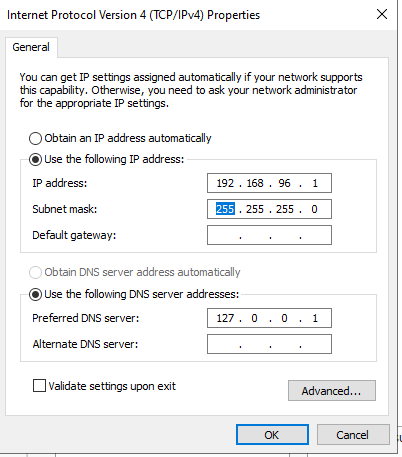 Internet Protocol Version 4 (TCP/IPv4) Properties
General
You can get IP settings assigned automatically if your network supports
this capability. Otherwise, you need to ask your network administrator
for the appropriate IP settings.
Obtain an IP address automatically
Use the following IP address:
IP address: 192 . 168 . 96 . 1
Subnet mask: 255 . 255 . 255 . 0
Default gateway: . . .
Obtain DNS server address automatically
Use the following DNS server addresses:
Preferred DNS server: 127 . 0 . 0 . 1
Alternate DNS server: . . .
Validate settings upon exit
Advanced...
OK Cancel